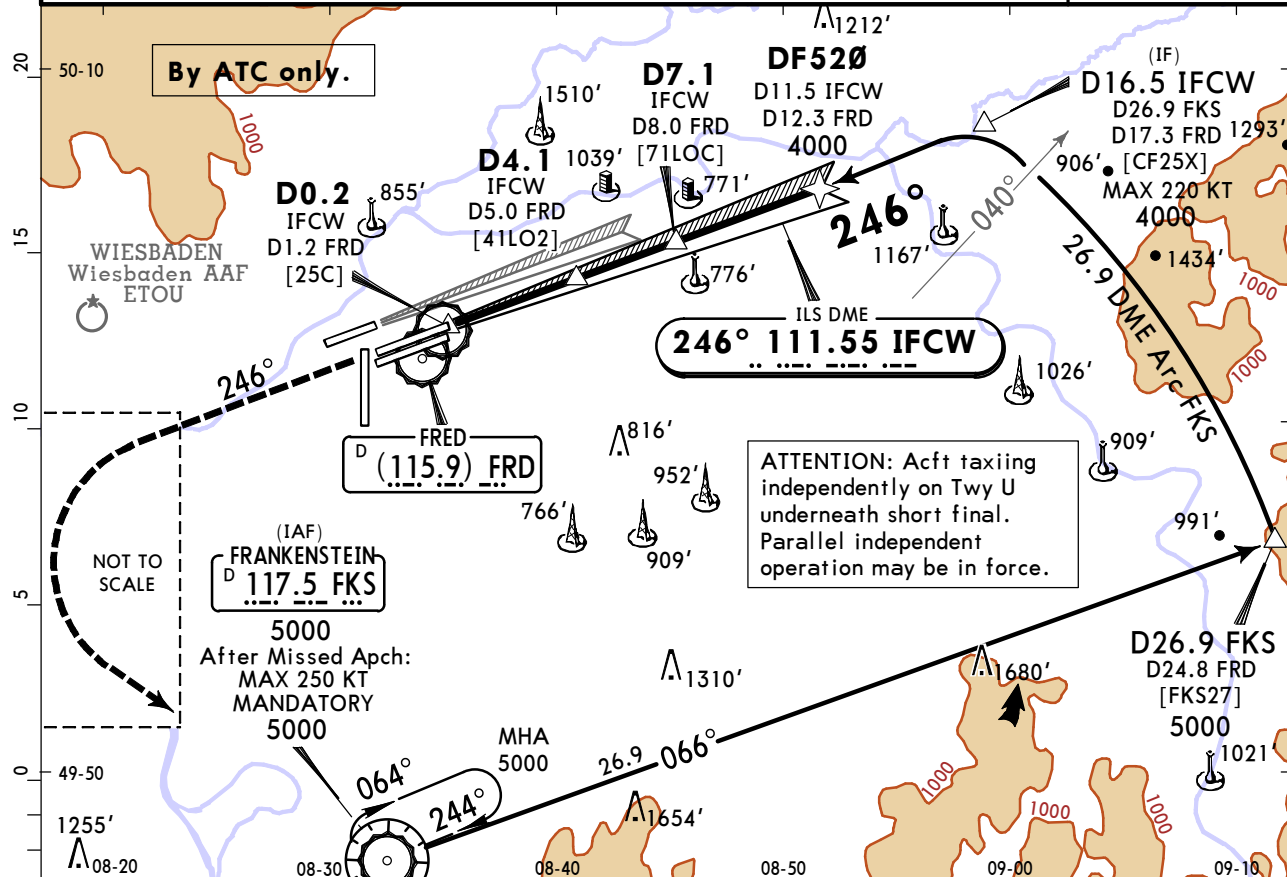 20
50-10
By ATC only.
1212'
1510'
D7.1
IFCW
D8.0 FRD
[71LOC]
DF52Ø
D11.5 IFCW
D12.3 FRD
4000
(IF)
D16.5 IFCW
D26.9 FKS
D17.3 FRD
[CF25X]
MAX 220 KT
4000
1293'
906'
1000
D4.1
IFCW
D5.0 FRD
[41LO2]
1039'
771'
D0.2
IFCW
D1.2 FRD
[25C]
855'
246°
1167'
040°
15
WIESBADEN
Wiesbaden AAF
ETOU
776'
1434'
1000
26.9 DME Arc FKS
ILS DME
246° 111.55 IFCW
1000
1026'
246°
10
FRED
D (115.9) FRD
816'
952'
909'
ATTENTION: Acft taxiing
independently on Twy U
underneath short final.
Parallel independent
operation may be in force.
766'
909'
991'
NOT TO
SCALE
(IAF)
FRANKENSTEIN
D 117.5 FKS
5000
After Missed Apch:
MAX 250 KT
MANDATORY
5000
5
1310'
1680'
D26.9 FKS
D24.8 FRD
[FKS27]
5000
1021'
MHA
5000
26.9
066°
064°
244°
0
49-50
1654'
1000
1000
1000
1255'
08-20
08-30
08-40
08-50
09-00
09-10